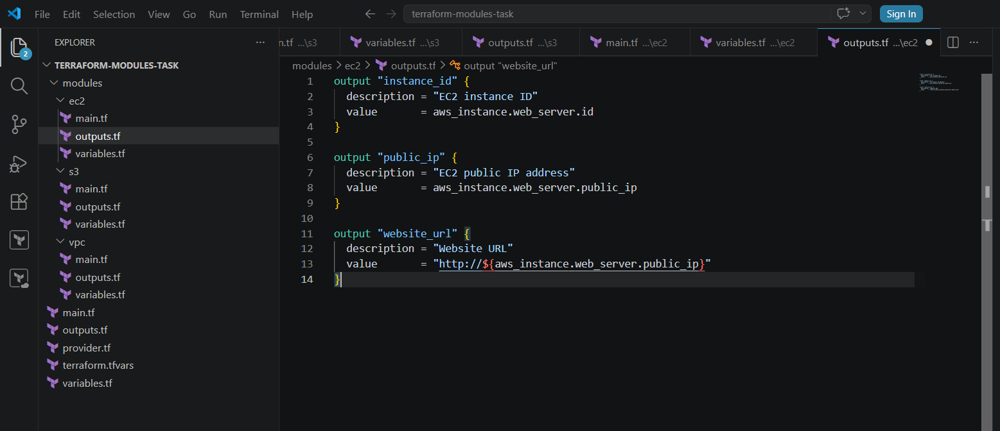 File Edit Selection View Go Run Terminal Help
terraform-modules-task
Sign In
2
EXPLORER
TERRAFORM-MODULES-TASK
modules
ec2
main.tf
outputs.tf
variables.tf
s3
main.tf
outputs.tf
variables.tf
vpc
main.tf
outputs.tf
variables.tf
main.tf
outputs.tf
provider.tf
terraform.tfvars
variables.tf
n.tf ...\s3 variables.tf ...\s3 outputs.tf ...\s3 main.tf ...\ec2 variables.tf ...\ec2 outputs.tf ...\ec2
modules > ec2 > outputs.tf > output "website_url"
1 output "instance_id" {
2   description = "EC2 instance ID"
3   value       = aws_instance.web_server.id
4 }
5
6 output "public_ip" {
7   description = "EC2 public IP address"
8   value       = aws_instance.web_server.public_ip
9 }
10
11 output "website_url" {
12   description = "Website URL"
13   value       = "http://${aws_instance.web_server.public_ip}"
14 }